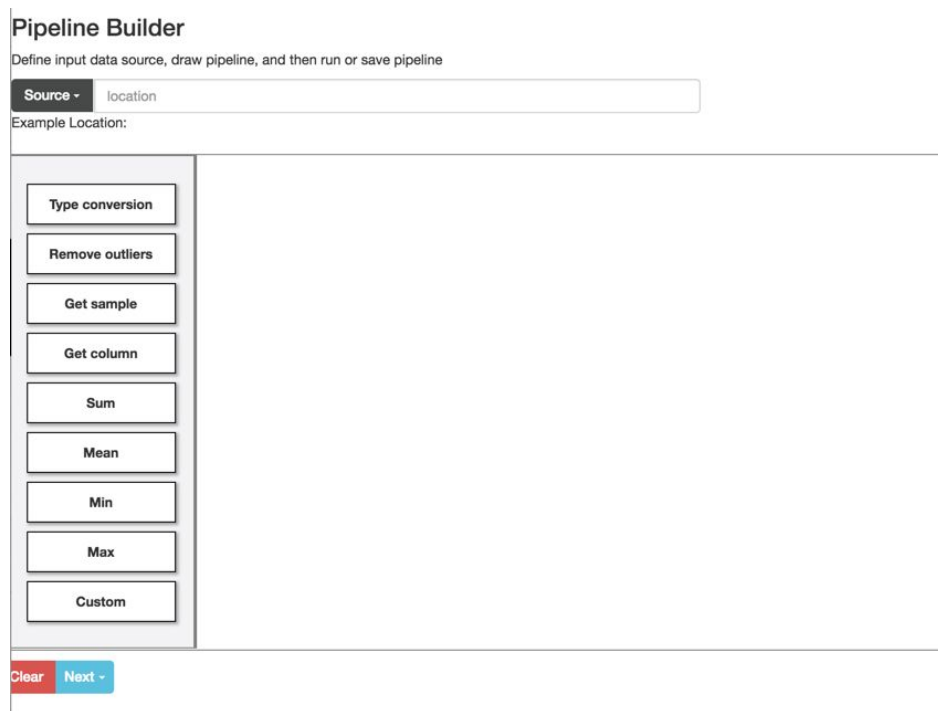 Pipeline Builder
Define input data source, draw pipeline, and then run or save pipeline
Source location
Example Location:
Type conversion
Remove outliers
Get sample
Get column
Sum
Mean
Min
Max
Custom
Clear Next